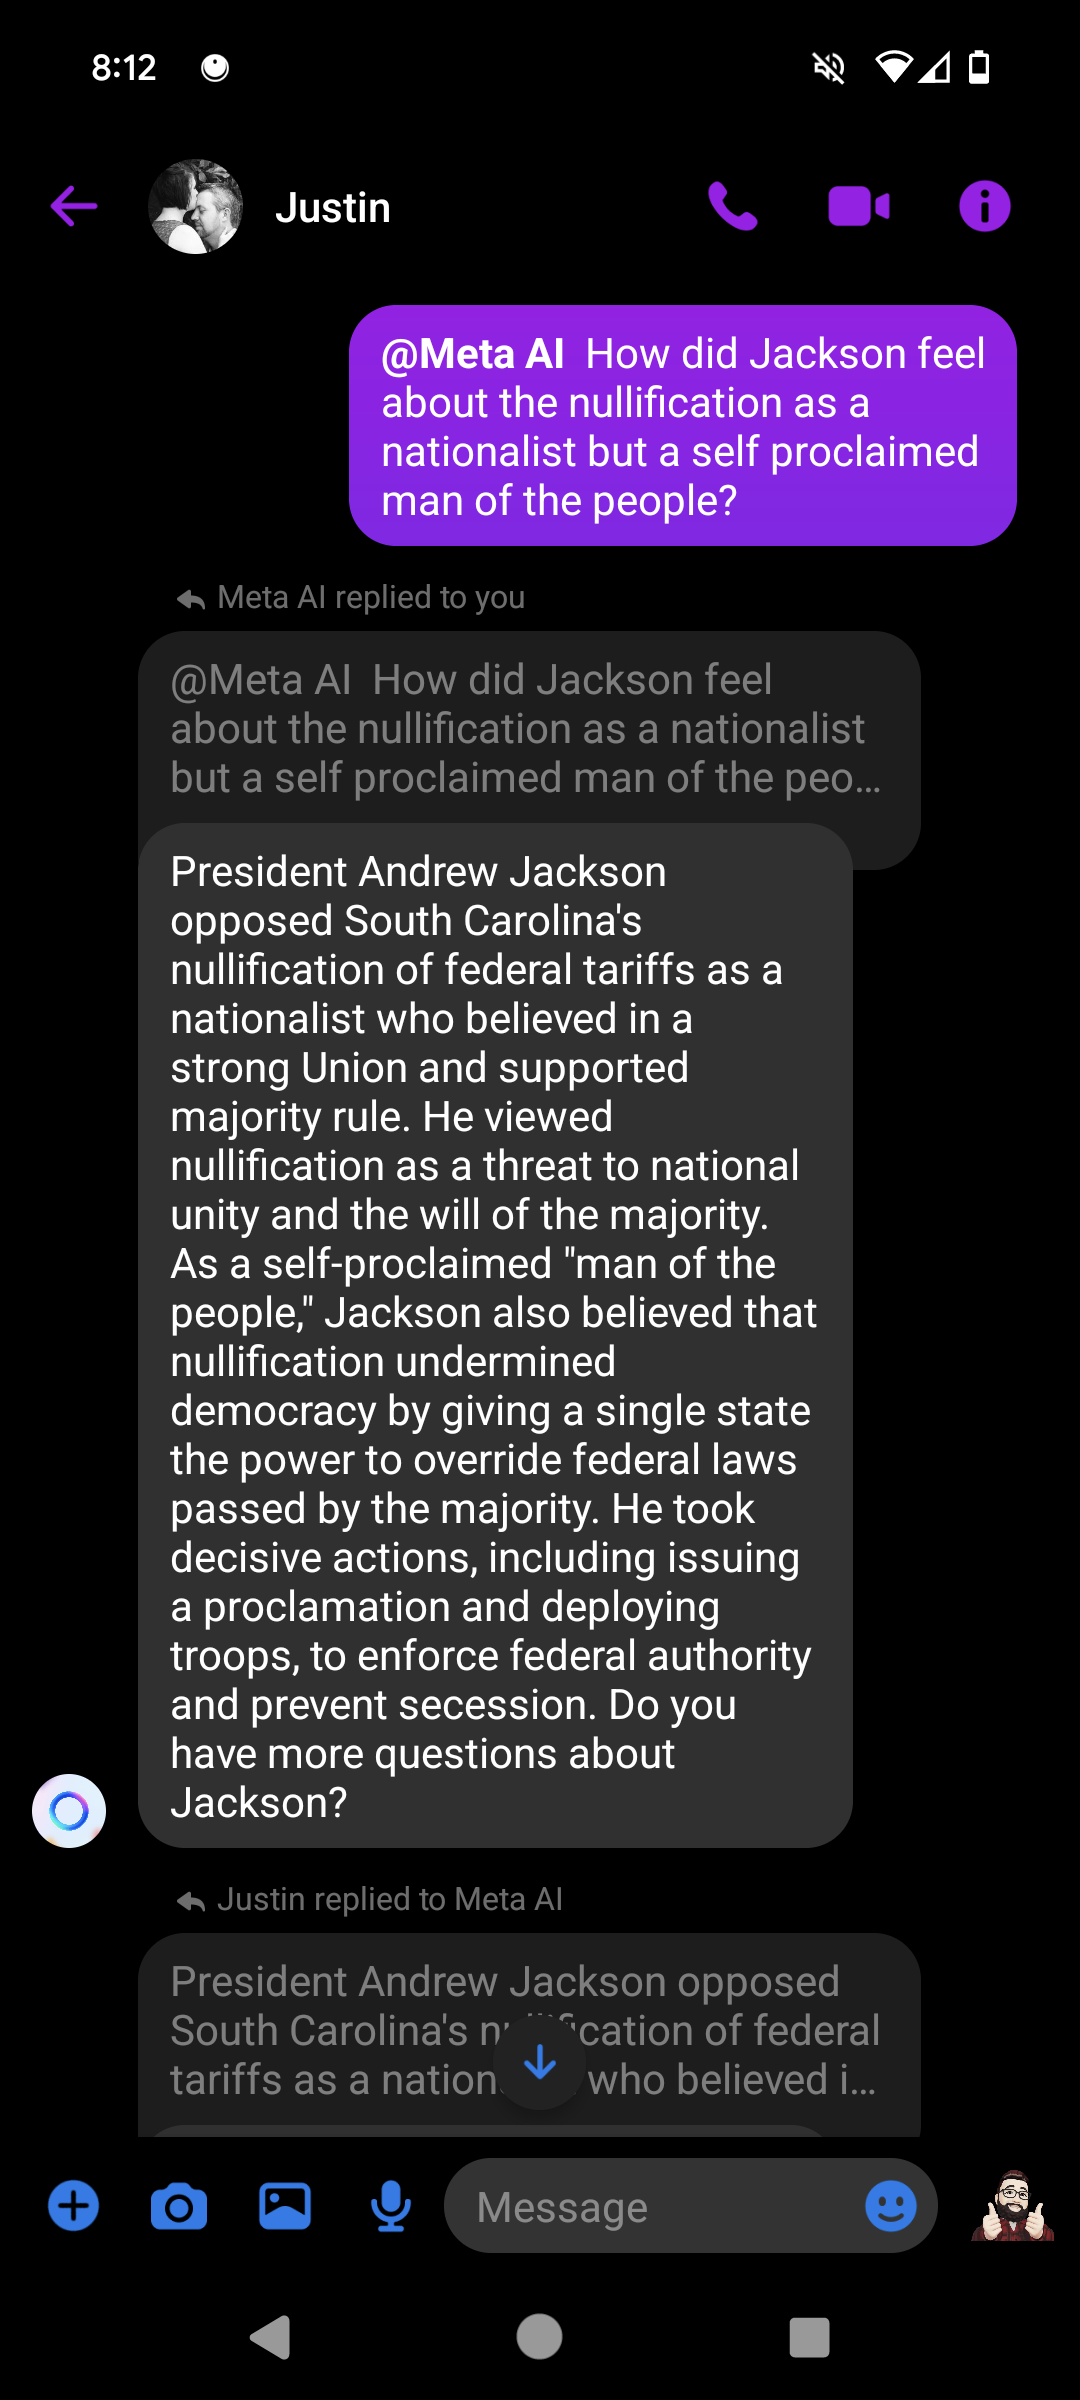 8:12
Justin
@Meta AI How did Jackson feel
about the nullification as a
nationalist but a self proclaimed
man of the people?
Meta AI replied to you
@Meta AI How did Jackson feel
about the nullification as a nationalist
but a self proclaimed man of the peo...
President Andrew Jackson
opposed South Carolina's
nullification of federal tariffs as a
nationalist who believed in a
strong Union and supported
majority rule. He viewed
nullification as a threat to national
unity and the will of the majority.
As a self-proclaimed "man of the
people," Jackson also believed that
nullification undermined
democracy by giving a single state
the power to override federal laws
passed by the majority. He took
decisive actions, including issuing
a proclamation and deploying
troops, to enforce federal authority
and prevent secession. Do you
have more questions about
Jackson?
Justin replied to Meta AI
President Andrew Jackson opposed
South Carolina's nullification of federal
tariffs as a nation who believed i...
Message